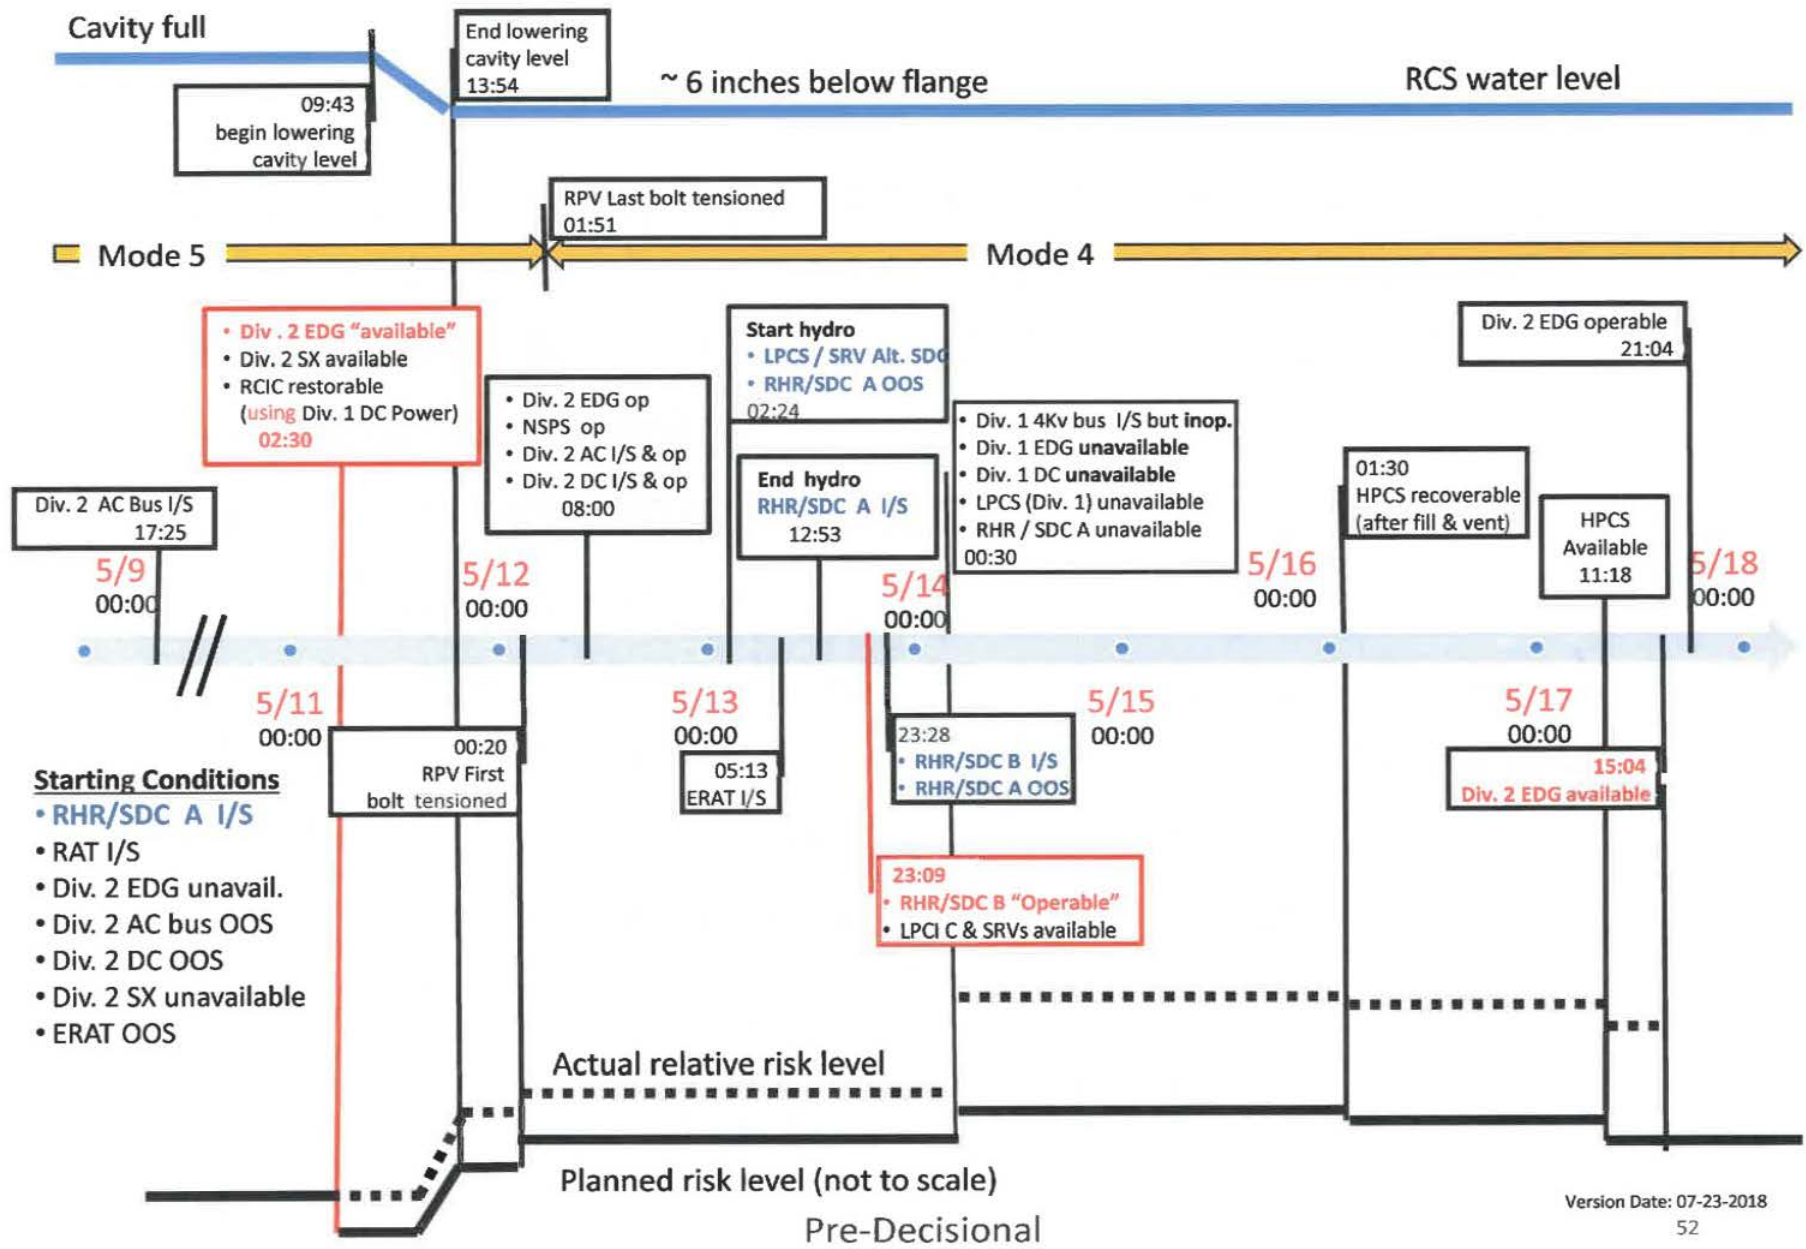 Cavity full
09:43
begin lowering
cavity level
End lowering
cavity level
13:54
~ 6 inches below flange
RCS water level
RPV Last bolt tensioned
01:51
Mode 5
Mode 4
• Div . 2 EDG “available”
• Div. 2 SX available
• RCIC restorable
(using Div. 1 DC Power)
02:30
• Div. 2 EDG op
• NSPS op
• Div. 2 AC I/S & op
• Div. 2 DC I/S & op
08:00
Start hydro
• LPCS / SRV Alt. SDC
• RHR/SDC A OOS
02:24
End hydro
RHR/SDC A I/S
12:53
• Div. 1 4Kv bus I/S but inop.
• Div. 1 EDG unavailable
• Div. 1 DC unavailable
• LPCS (Div. 1) unavailable
• RHR / SDC A unavailable
00:30
01:30
HPCS recoverable
(after fill & vent)
Div. 2 EDG operable
21:04
HPCS
Available
11:18
Div. 2 AC Bus I/S
17:25
5/9
00:00
5/12
00:00
5/14
00:00
5/16
00:00
5/18
00:00
5/11
00:00
5/13
00:00
5/15
00:00
5/17
00:00
00:20
RPV First
bolt tensioned
05:13
ERAT I/S
23:28
• RHR/SDC B I/S
• RHR/SDC A OOS
15:04
Div. 2 EDG available
23:09
• RHR/SDC B “Operable”
• LPCI C & SRVs available
Starting Conditions
• RHR/SDC A I/S
• RAT I/S
• Div. 2 EDG unavail.
• Div. 2 AC bus OOS
• Div. 2 DC OOS
• Div. 2 SX unavailable
• ERAT OOS
Actual relative risk level
Planned risk level (not to scale)
Pre-Decisional
Version Date: 07-23-2018
52